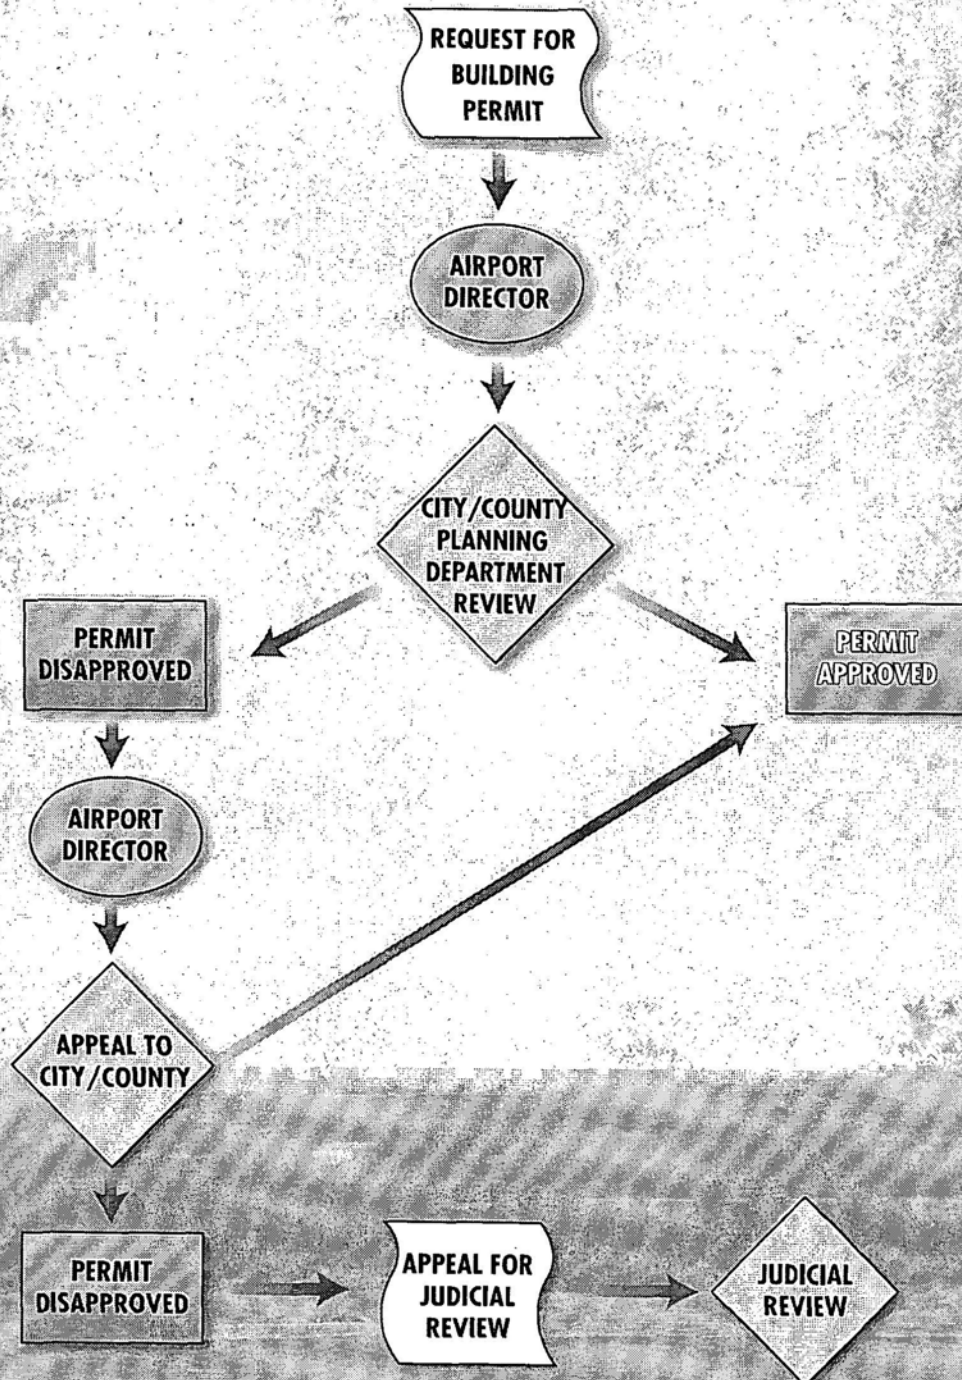 REQUEST FOR
BUILDING
PERMIT
AIRPORT
DIRECTOR
CITY/COUNTY
PLANNING
DEPARTMENT
REVIEW
PERMIT
DISAPPROVED
PERMIT
APPROVED
AIRPORT
DIRECTOR
APPEAL TO
CITY/COUNTY
PERMIT
DISAPPROVED
APPEAL FOR
JUDICIAL
REVIEW
JUDICIAL
REVIEW